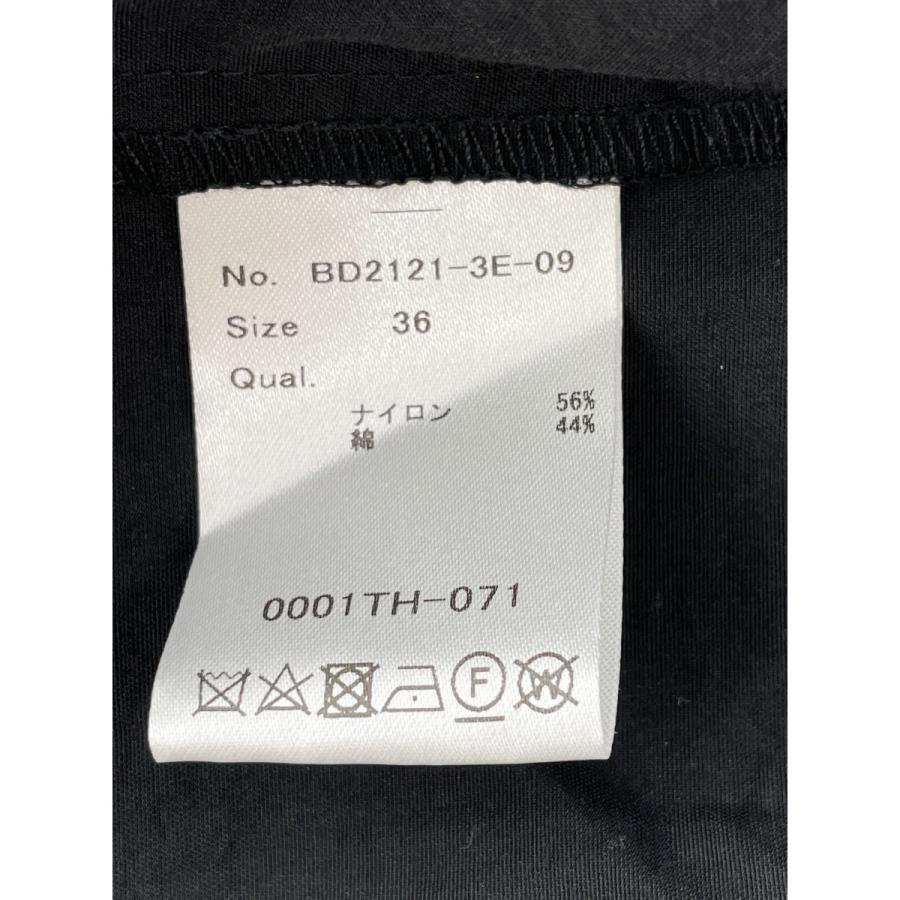 No. BD2121-3E-09
Size 36
Qual.
ナイロン 56%
綿 44%
0001TH-071
F W